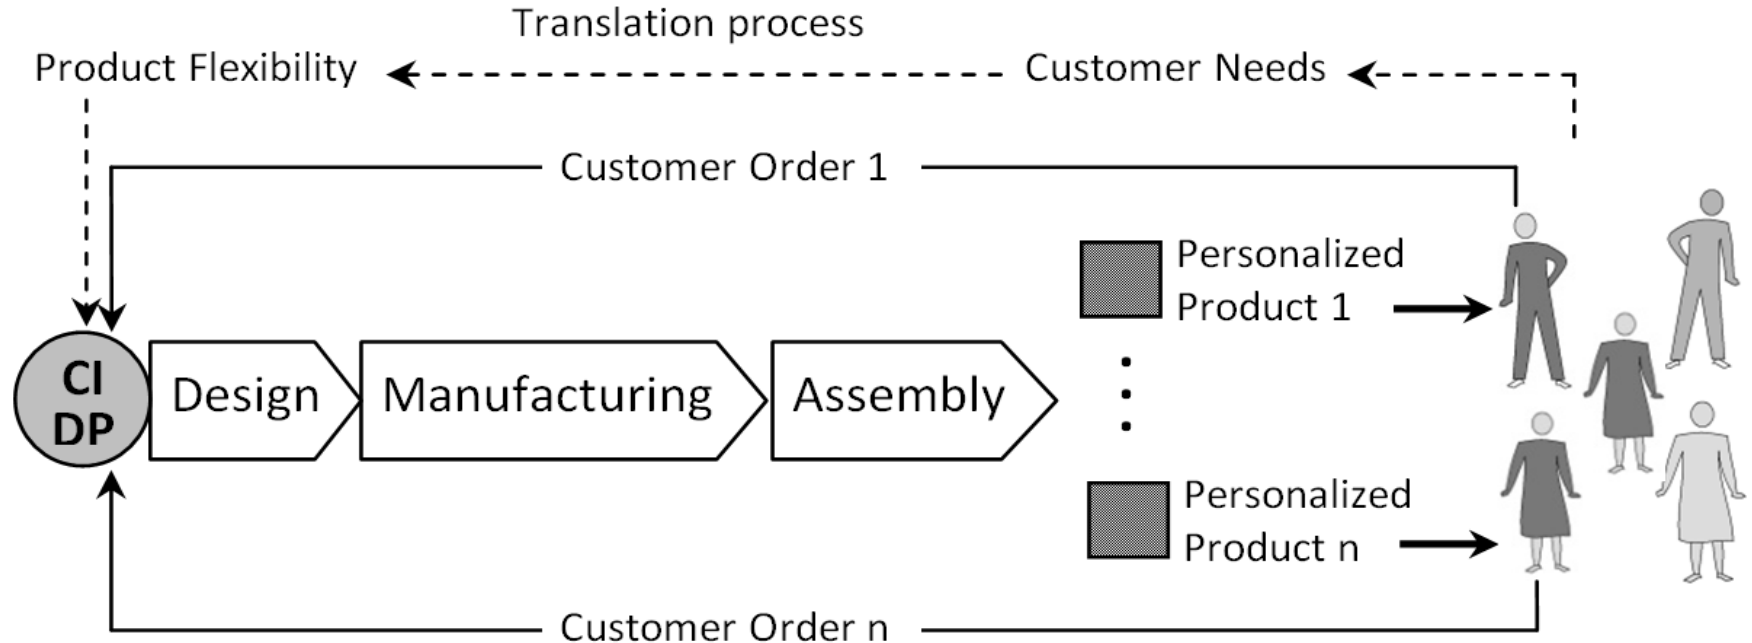 Translation process
Product Flexibility
Customer Needs
Customer Order 1
Personalized
Product 1
CI
DP
Design
Manufacturing
Assembly
Personalized
Product n
Customer Order n